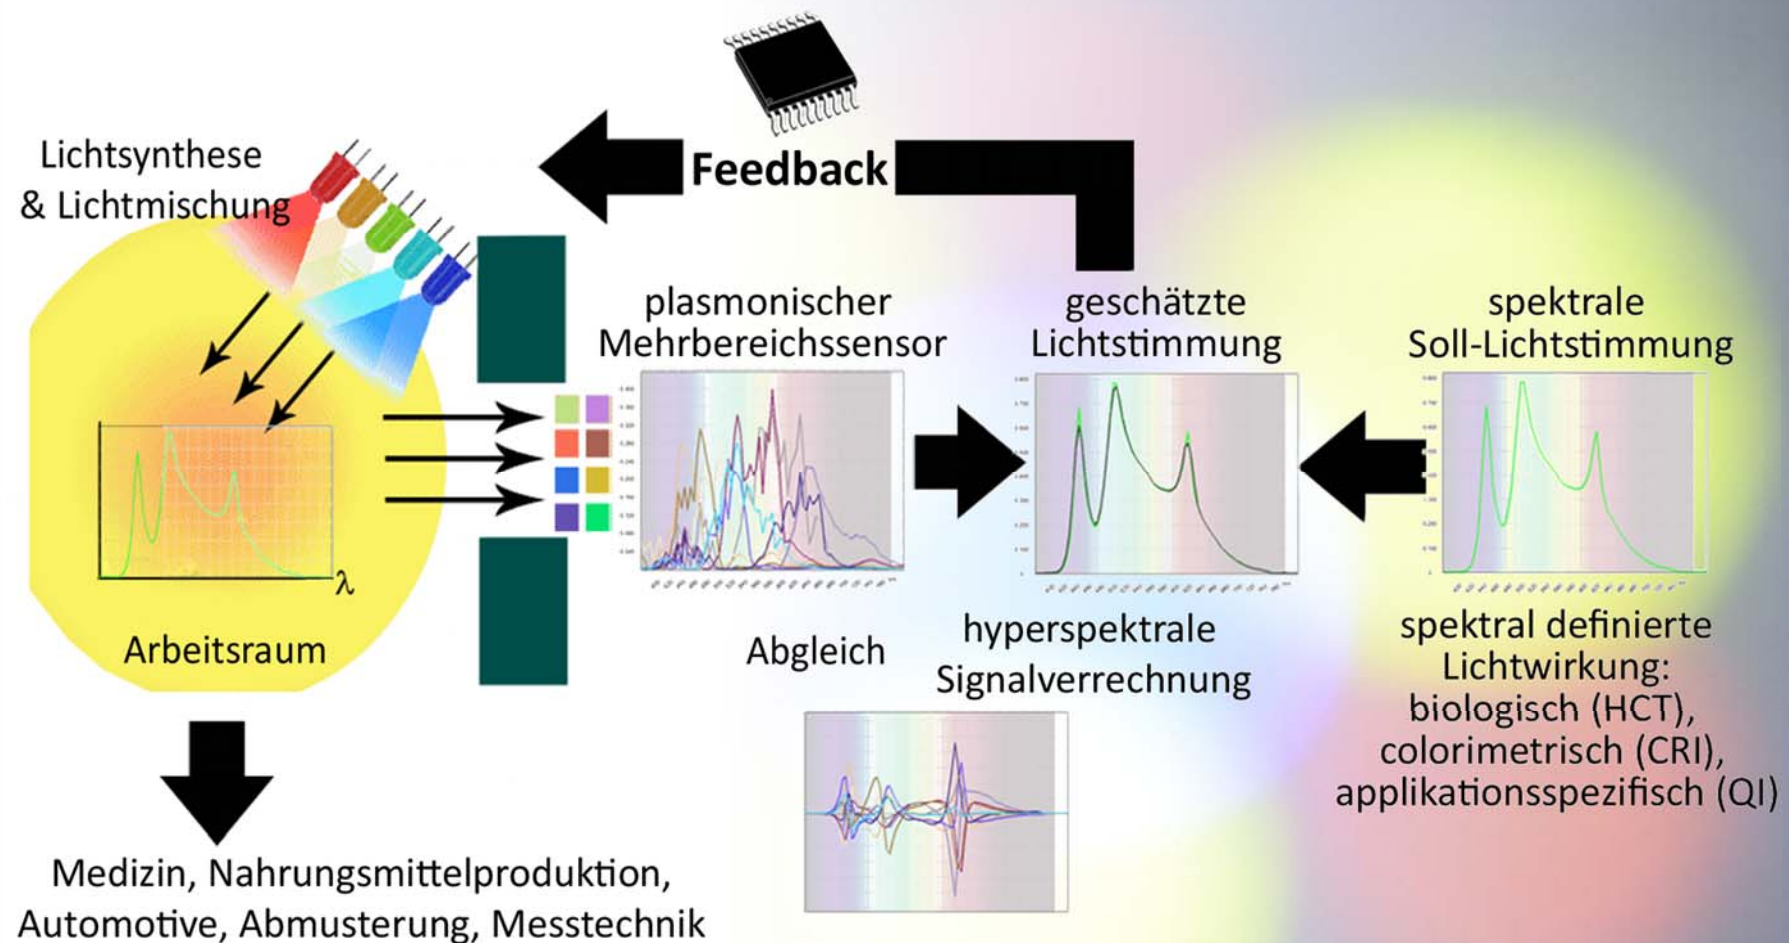 Feedback
Lichtsynthese
& Lichtmischung
plasmonischer
Mehrbereichssensor
geschätzte
Lichtstimmung
spektrale
Soll-Lichtstimmung
λ
Arbeitsraum
Abgleich
hyperspektrale
Signalverrechnung
spektral definierte
Lichtwirkung:
biologisch (HCT),
colorimetrisch (CRI),
applikationsspezifisch (QI)
Medizin, Nahrungsmittelproduktion,
Automotive, Abmusterung, Messtechnik